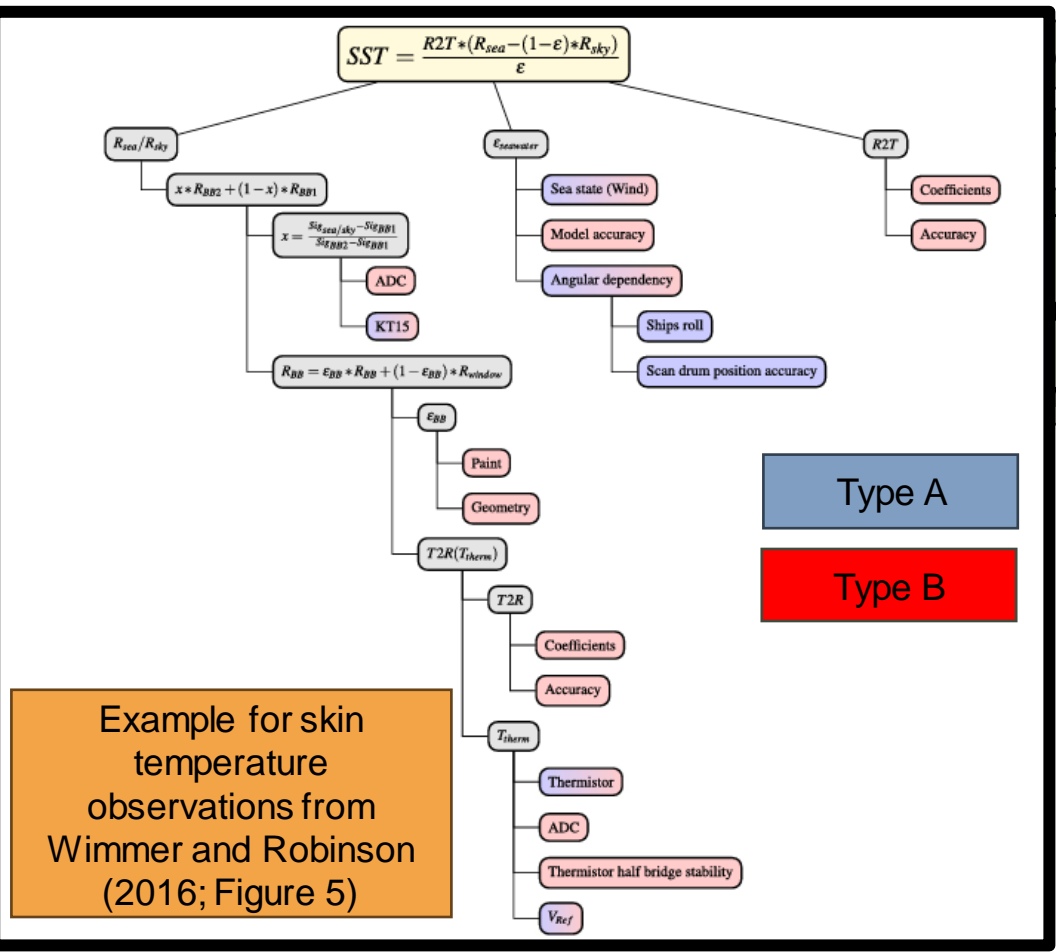 SST = R2T*(R_sea−(1−ε)*R_sky) / ε
R_sea/R_sky
ε_seawater
R2T
x*R_BB2+(1−x)*R_BB1
Sea state (Wind)
Coefficients
x = Sig_sea/sky−Sig_BB1 / Sig_BB2−Sig_BB1
Model accuracy
Accuracy
ADC
Angular dependency
KT15
Ships roll
R_BB = ε_BB*R_BB+(1−ε_BB)*R_window
Scan drum position accuracy
ε_BB
Paint
Geometry
Type A
T2R(T_therm)
Type B
T2R
Coefficients
Accuracy
T_therm
Thermistor
ADC
Thermistor half bridge stability
V_Ref
Example for skin
temperature
observations from
Wimmer and Robinson
(2016; Figure 5)